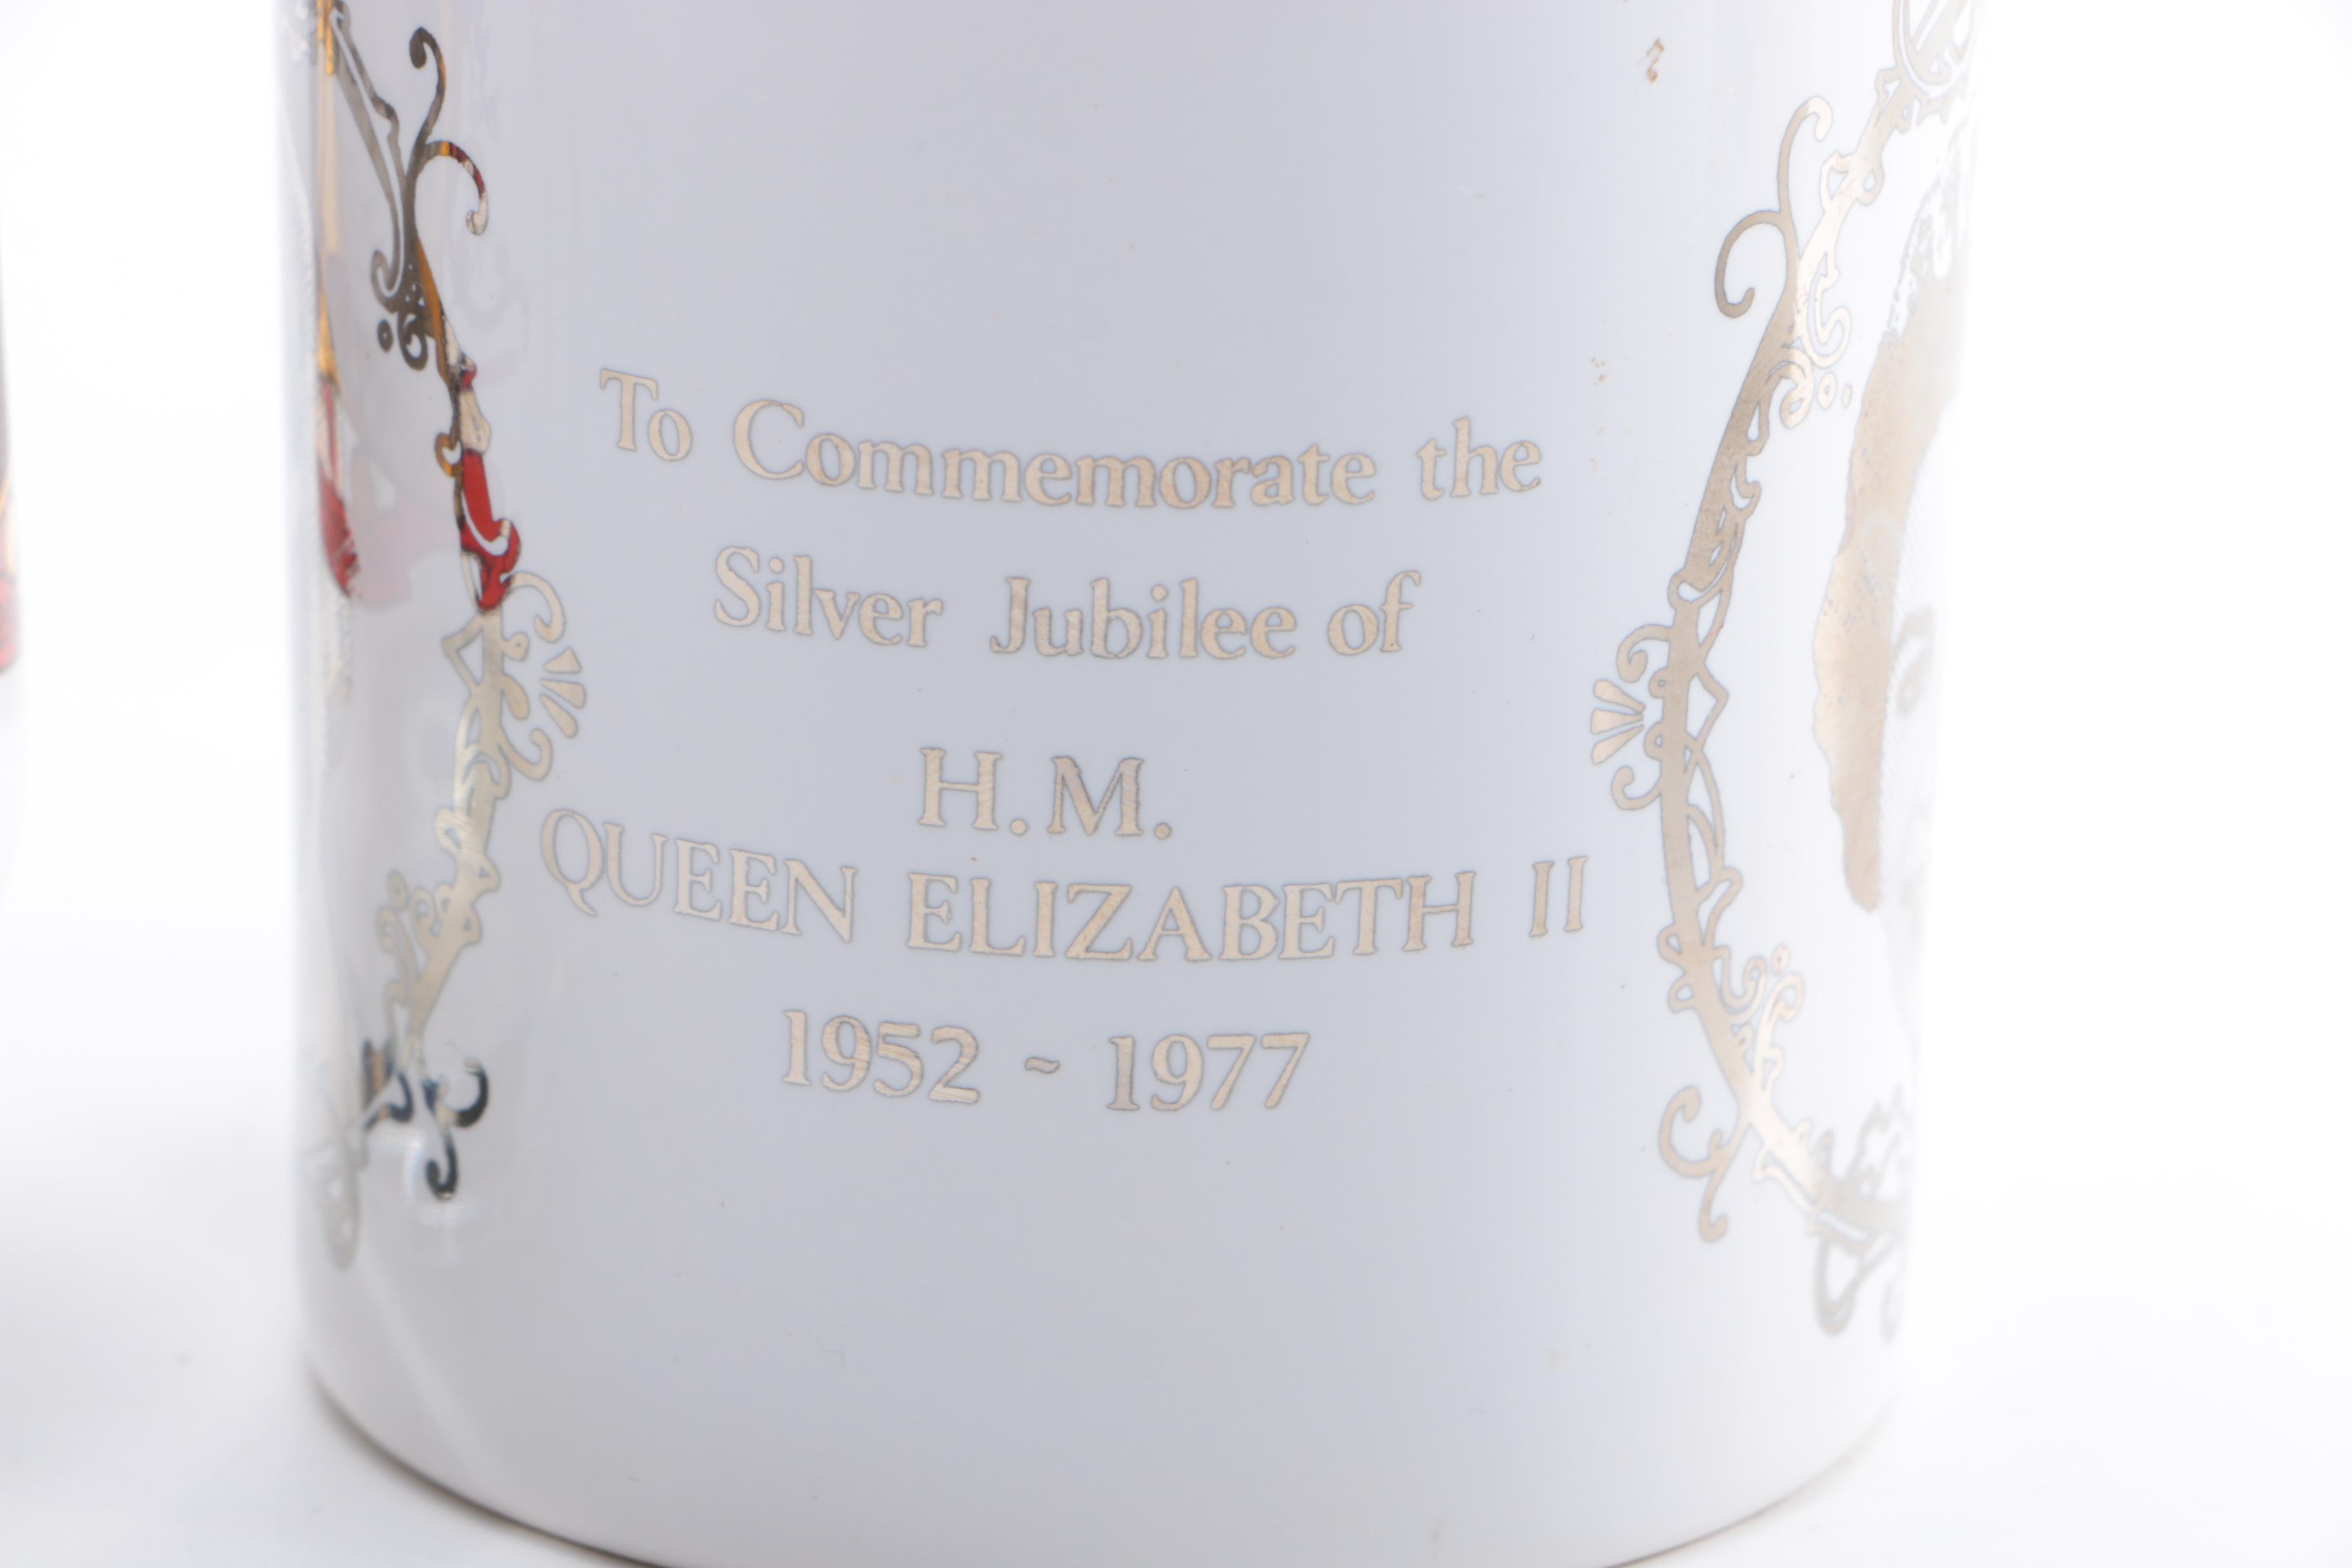 To Commemorate the
Silver Jubilee of
H.M.
QUEEN ELIZABETH II
1952 ~ 1977